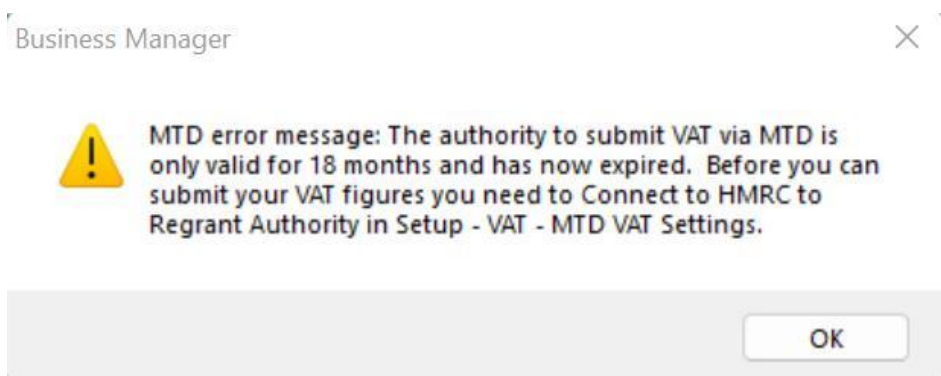 Business Manager
MTD error message: The authority to submit VAT via MTD is
only valid for 18 months and has now expired.  Before you can
submit your VAT figures you need to Connect to HMRC to
Regrant Authority in Setup - VAT - MTD VAT Settings.
OK